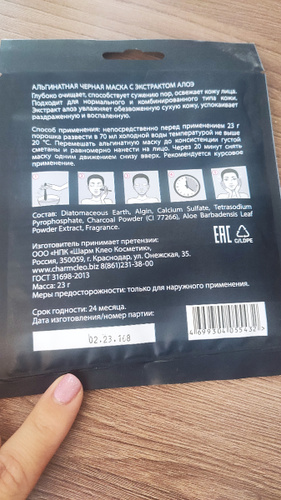 АЛЬГИНАТНАЯ ЧЕРНАЯ МАСКА С ЭКСТРАКТОМ АЛОЭ
Глубоко очищает, способствует сужению пор, освежает кожу лица.
Подходит для нормального и комбинированного типа кожи.
Экстракт алоэ увлажняет обезвоженную сухую кожу, успокаивает
раздраженную и воспаленную.
Способ применения: непосредственно перед применением 23 г
порошка развести в 70 мл холодной воды температурой не выше
20 °С. Перемешать альгинатную маску до консистенции густой
сметаны и равномерно нанести на лицо. Через 20 минут снять
маску одним движением снизу вверх. Рекомендуется курсовое
применение.
Состав: Diatomaceous Earth, Algin, Calcium Sulfate, Tetrasodium
Pyrophosphate, Charcoal Powder (CI 77266), Aloe Barbadensis Leaf
Powder Extract, Fragrance.
EAC
C/LDPE
Изготовитель принимает претензии:
ООО «НПК «Шарм Клео Косметик»,
Россия, 350059, г. Краснодар, ул. Онежская, 35.
www.charmcleo.biz 8(861)231-38-00
ГОСТ 31698-2013
Масса: 23 г
Меры предосторожности: только для наружного применения.
Срок годности: 24 месяца.
Дата изготовления/номер партии:
02.23.168
4699304055432